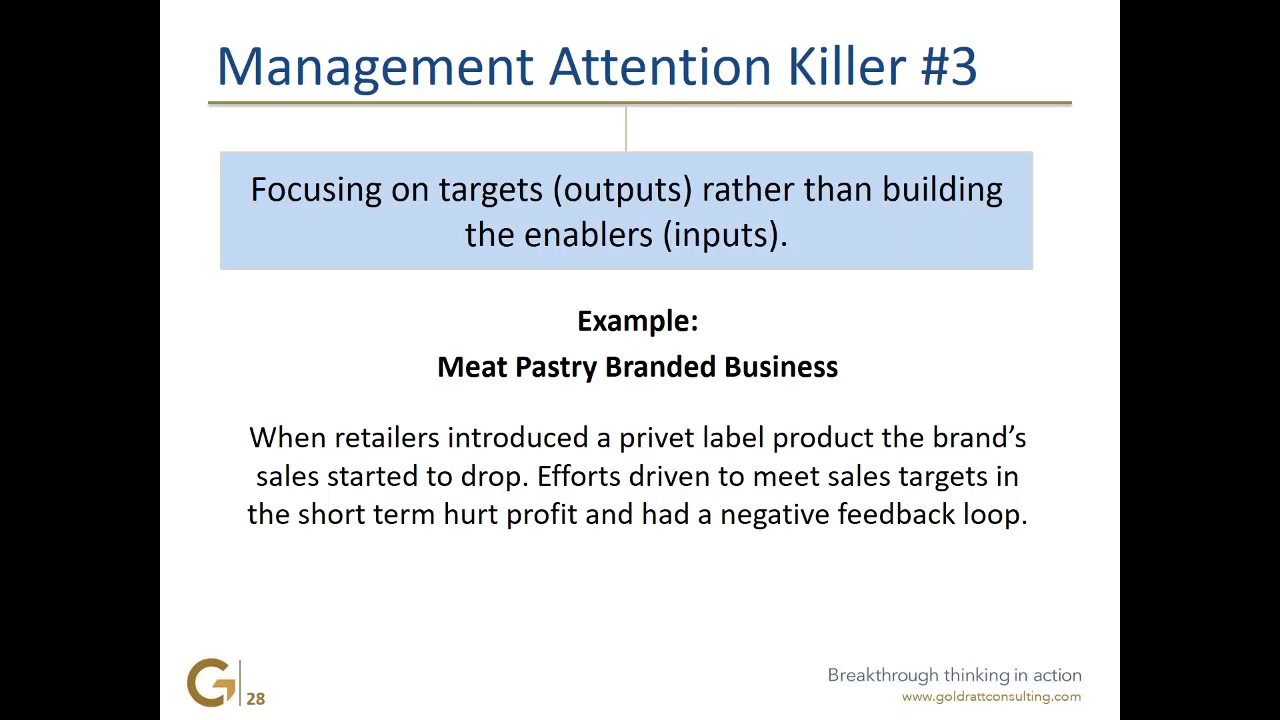 Management Attention Killer #3
Focusing on targets (outputs) rather than building
the enablers (inputs).
Example:
Meat Pastry Branded Business
When retailers introduced a privet label product the brand’s
sales started to drop. Efforts driven to meet sales targets in
the short term hurt profit and had a negative feedback loop.
G
28
Breakthrough thinking in action
www.goldrattconsulting.com